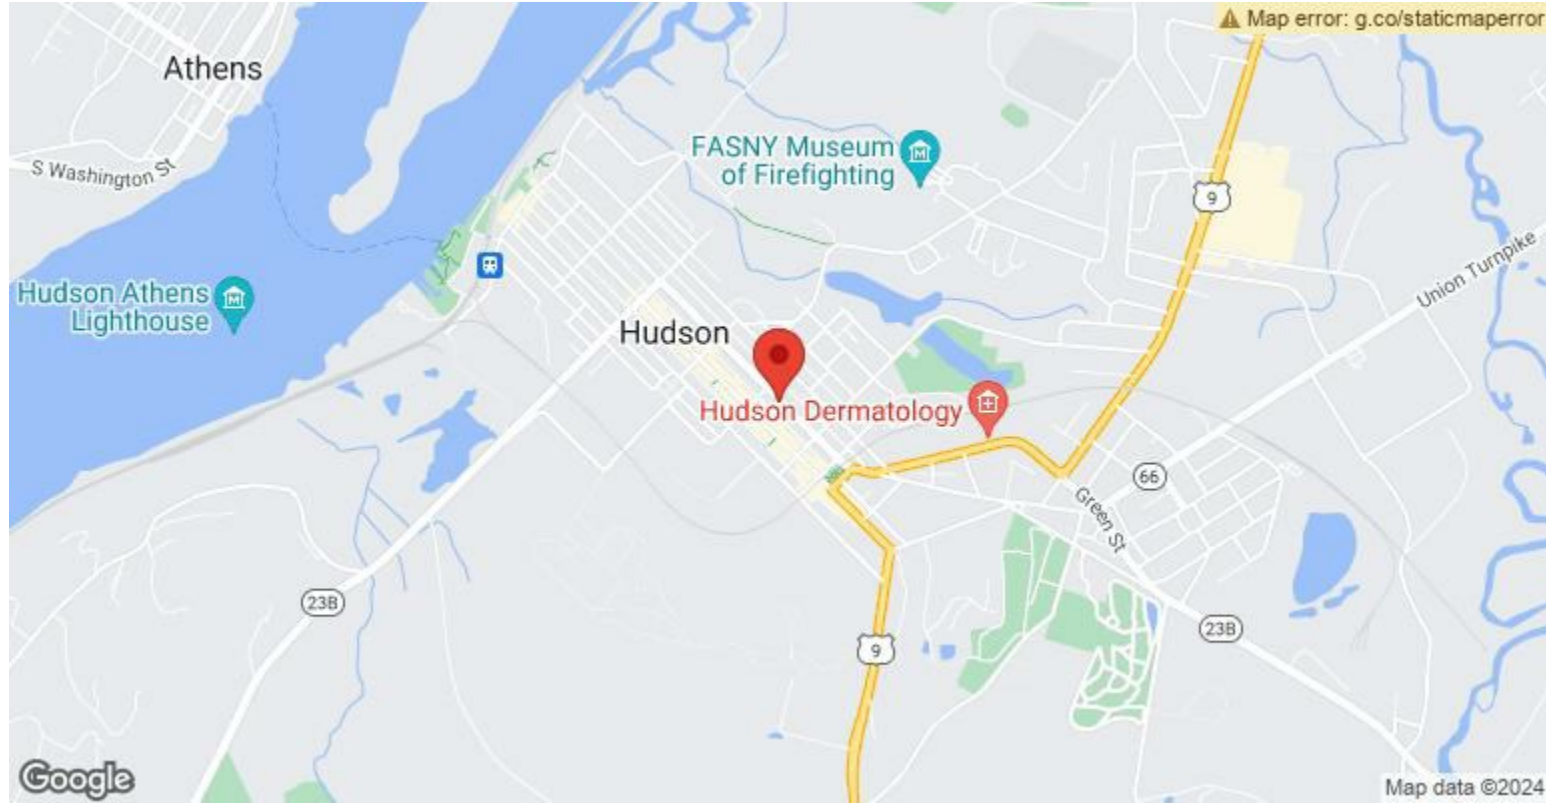 Map error: g.co/staticmaperror
Athens
S Washington St
FASNY Museum
of Firefighting
9
Union Turnpike
Hudson Athens
Lighthouse
Hudson
Hudson Dermatology
66
Green St
23B
23B
9
Google
Map data ©2024